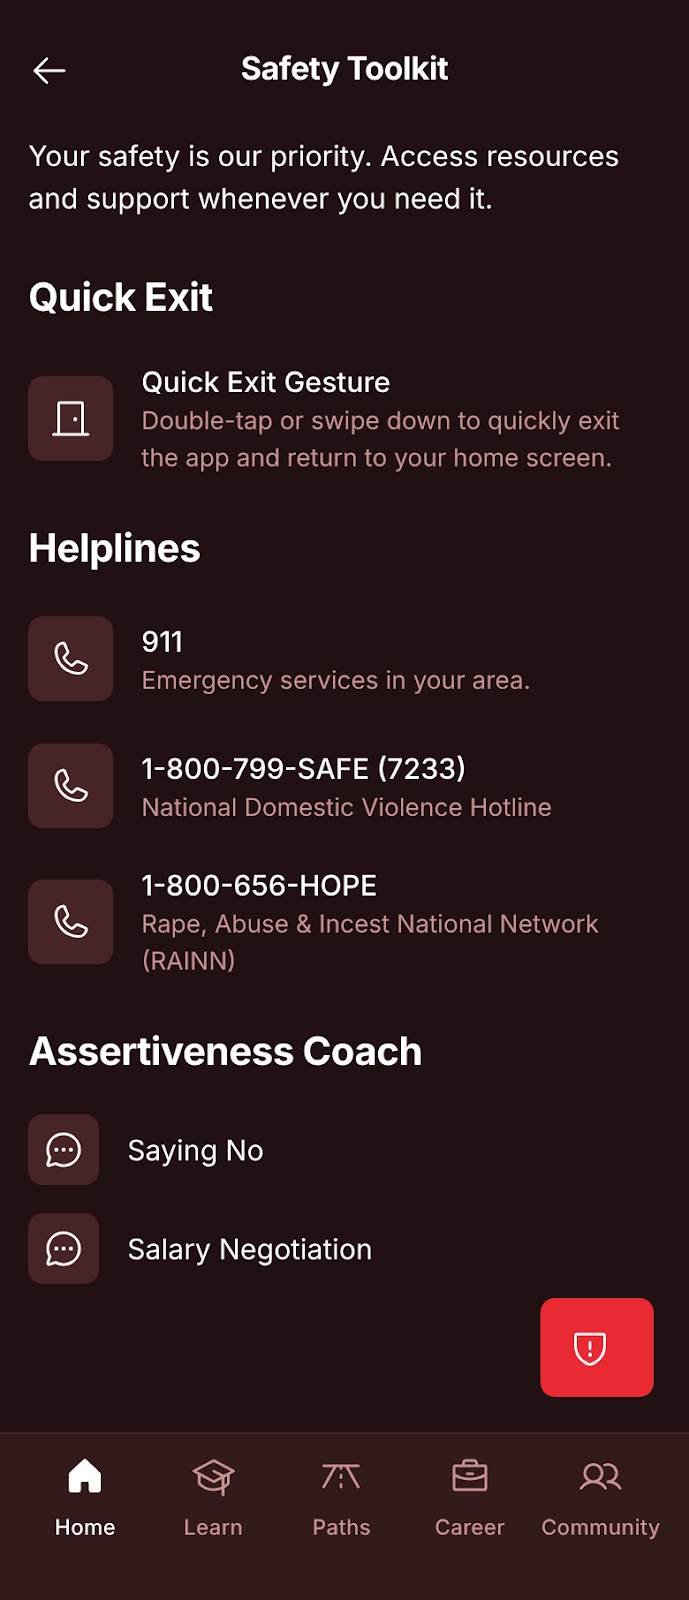 Safety Toolkit
Your safety is our priority. Access resources
and support whenever you need it.
Quick Exit
Quick Exit Gesture
Double-tap or swipe down to quickly exit
the app and return to your home screen.
Helplines
911
Emergency services in your area.
1-800-799-SAFE (7233)
National Domestic Violence Hotline
1-800-656-HOPE
Rape, Abuse & Incest National Network
(RAINN)
Assertiveness Coach
Saying No
Salary Negotiation
Home
Learn
Paths
Career
Community